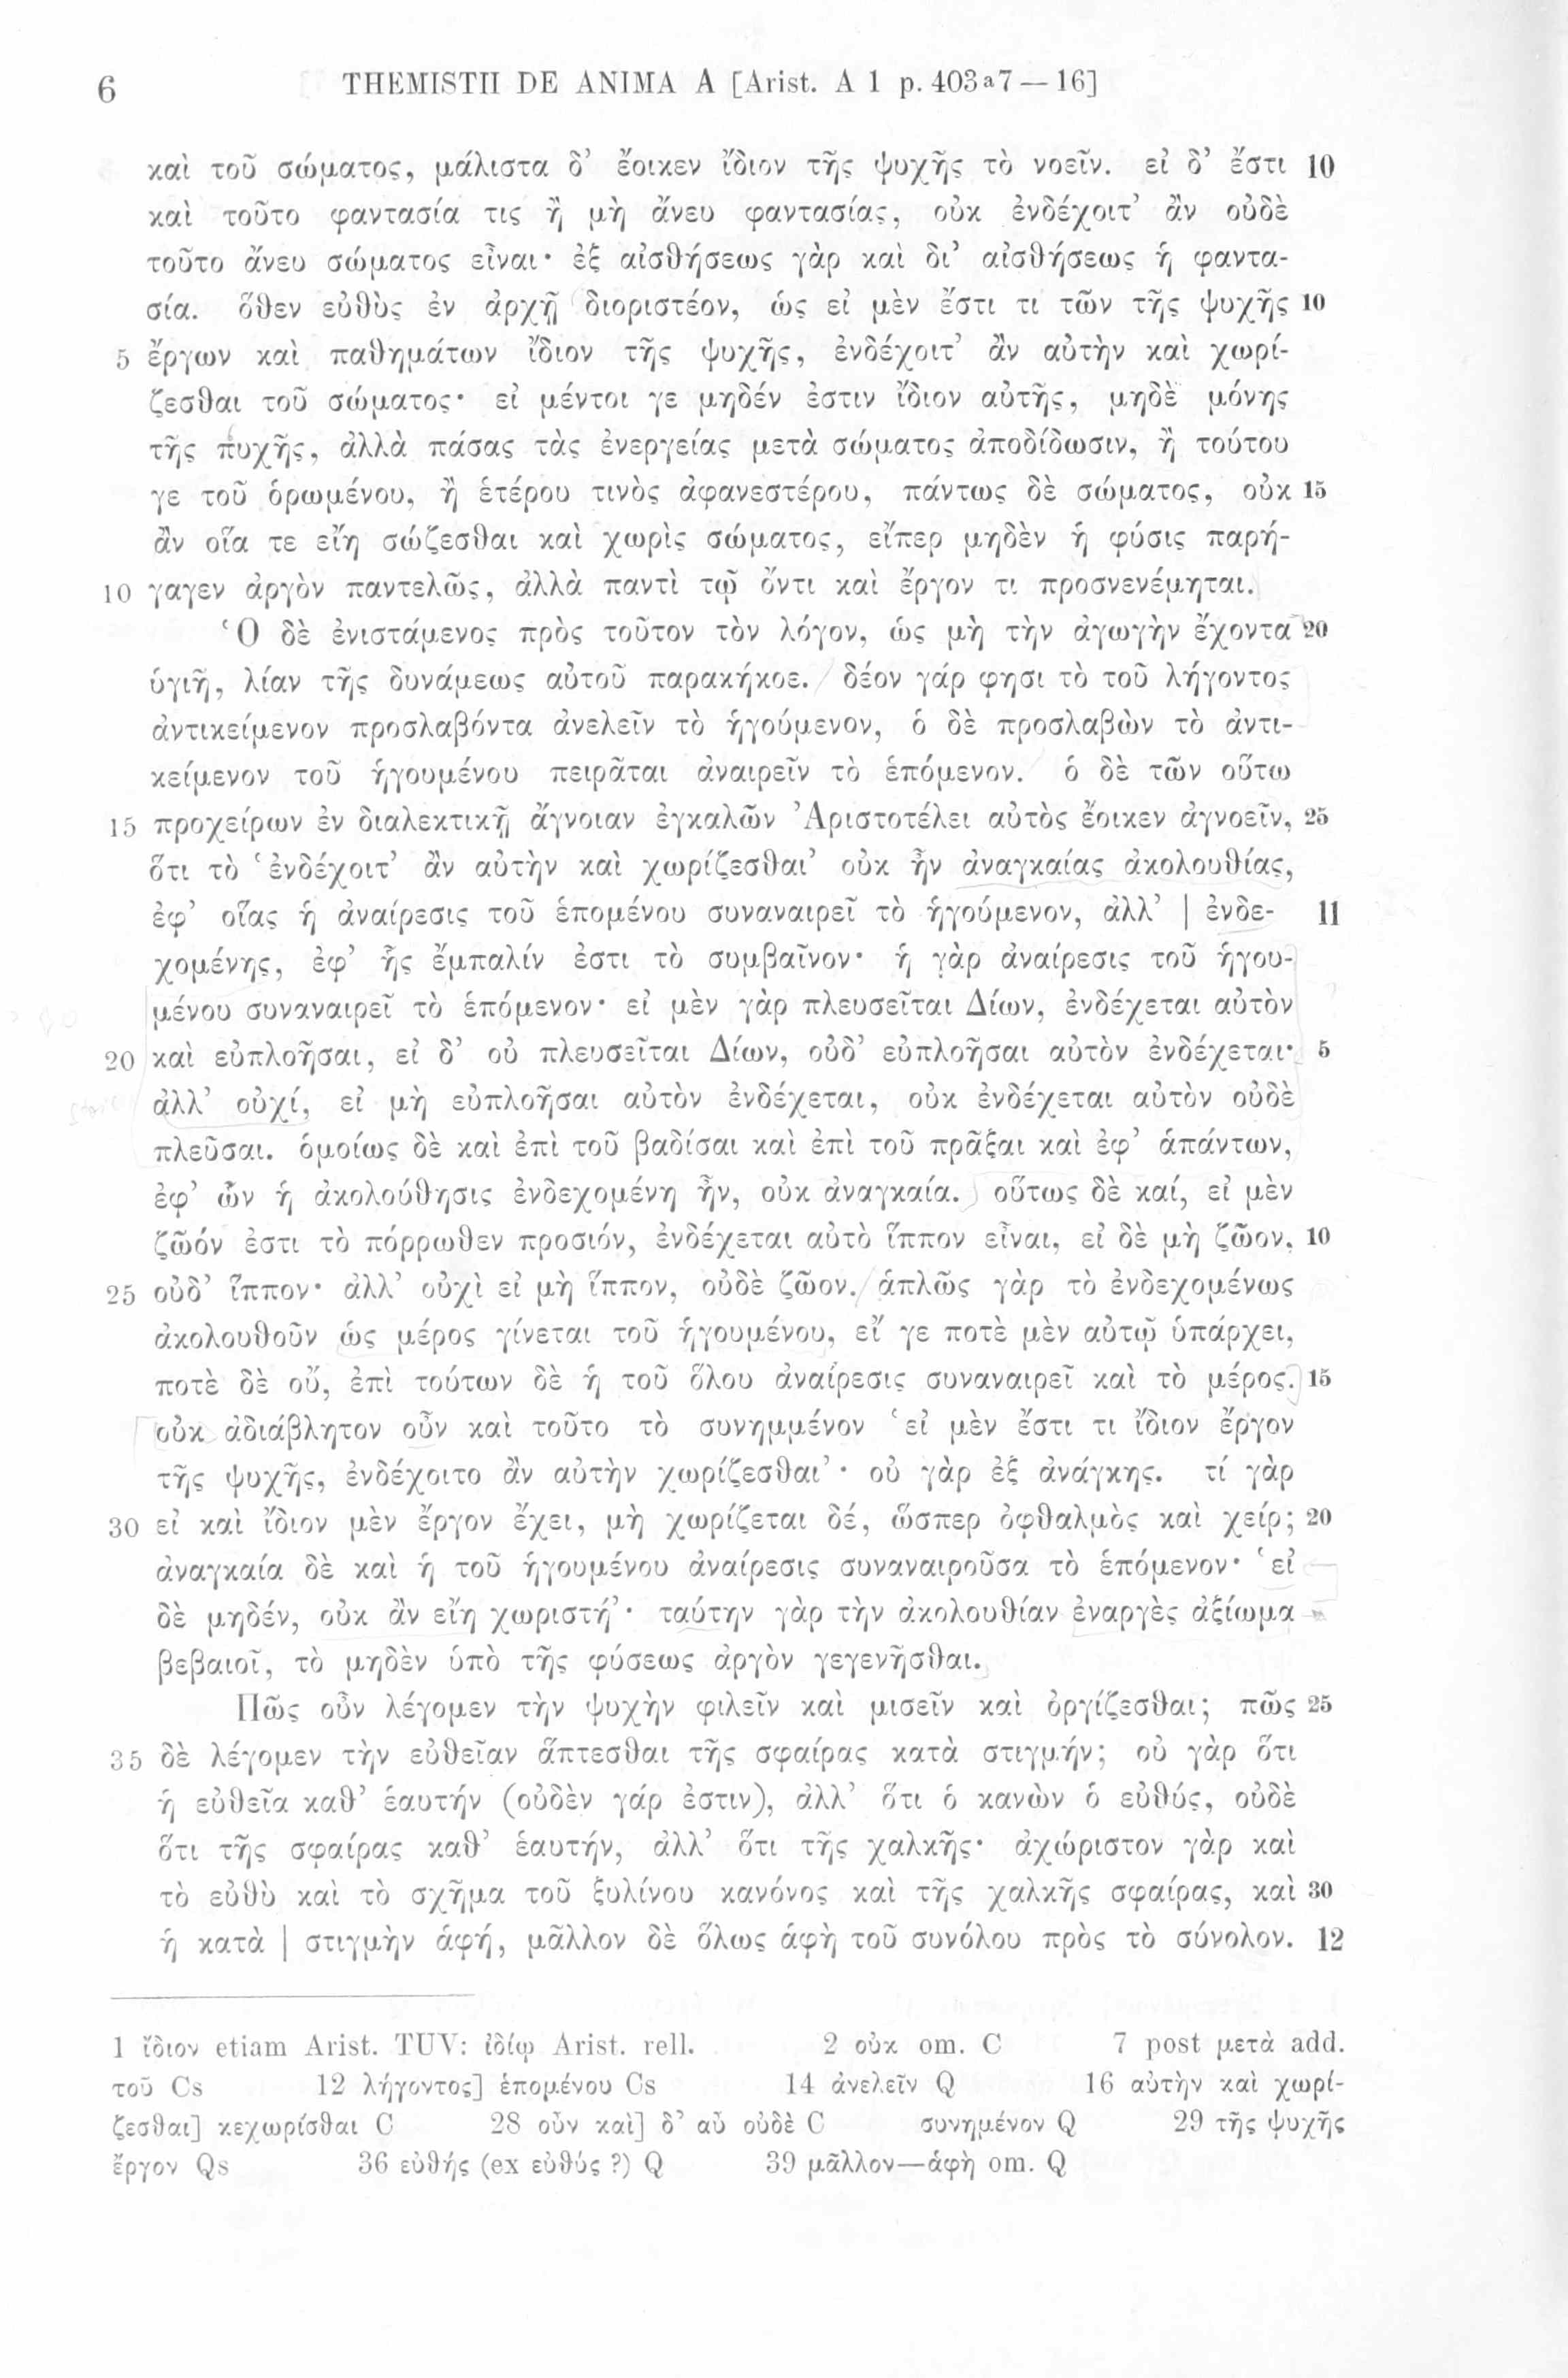 6 THEMISTII DE ANIMA A [Arist. A 1 p. 403ª7 — 16]
καὶ τοῦ σώματος, μάλιστα δ’ ἔοικεν ἴδιον τῆς ψυχῆς τὸ νοεῖν. εἰ δ’ ἔστι 10
καὶ τοῦτο φαντασία τις ἢ μὴ ἄνευ φαντασίας, οὐκ ἐνδέχοιτ’ ἂν οὐδὲ
τοῦτο ἄνευ σώματος εἶναι· ἐξ αἰσθήσεως γὰρ καὶ δι’ αἰσθήσεως ἡ φαντα-
σία. ὅθεν εὐθὺς ἐν ἀρχῇ διοριστέον, ὡς εἰ μὲν ἔστι τι τῶν τῆς ψυχῆς 10
5 ἔργων καὶ παθημάτων ἴδιον τῆς ψυχῆς, ἐνδέχοιτ’ ἂν αὐτὴν καὶ χωρί-
ζεσθαι τοῦ σώματος· εἰ μέντοι γε μηδέν ἐστιν ἴδιον αὐτῆς, μηδὲ μόνης
τῆς πυχῆς, ἀλλὰ πάσας τὰς ἐνεργείας μετὰ σώματος ἀποδίδωσιν, ἢ τούτου
γε τοῦ ὁρωμένου, ἢ ἑτέρου τινὸς ἀφανεστέρου, πάντως δὲ σώματος, οὐκ 15
ἂν οἵα τε εἴη σώζεσθαι καὶ χωρὶς σώματος, εἴπερ μηδὲν ἡ φύσις παρή-
10 γαγεν ἀργὸν παντελῶς, ἀλλὰ παντὶ τῷ ὄντι καὶ ἔργον τι προσνενέμηται.
Ὁ δὲ ἐνιστάμενος πρὸς τοῦτον τὸν λόγον, ὡς μὴ τὴν ἀγωγὴν ἔχοντα 20
ὑγιῆ, λίαν τῆς δυνάμεως αὐτοῦ παρακήκοε. δέον γάρ φησι τὸ τοῦ λήγοντος
ἀντικείμενον προσλαβόντα ἀνελεῖν τὸ ἡγούμενον, ὁ δὲ προσλαβὼν τὸ ἀντι-
κείμενον τοῦ ἡγουμένου πειρᾶται ἀναιρεῖν τὸ ἑπόμενον. ὁ δὲ τῶν οὕτω
15 προχείρων ἐν διαλεκτικῇ ἄγνοιαν ἐγκαλῶν Ἀριστοτέλει αὐτὸς ἔοικεν ἀγνοεῖν, 25
ὅτι τὸ ‘ἐνδέχοιτ’ ἂν αὐτὴν καὶ χωρίζεσθαι’ οὐκ ἦν ἀναγκαίας ἀκολουθίας,
ἐφ’ οἵας ἡ ἀναίρεσις τοῦ ἑπομένου συναναιρεῖ τὸ ἡγούμενον, ἀλλ’ | ἐνδε- 11
χομένης, ἐφ’ ἧς ἔμπαλίν ἐστι τὸ συμβαῖνον· ἡ γὰρ ἀναίρεσις τοῦ ἡγου-
μένου συναναιρεῖ τὸ ἑπόμενον· εἰ μὲν γὰρ πλευσεῖται Δίων, ἐνδέχεται αὐτὸν
20 καὶ εὐπλοῆσαι, εἰ δ’ οὐ πλευσεῖται Δίων, οὐδ’ εὐπλοῆσαι αὐτὸν ἐνδέχεται· 5
ἀλλ’ οὐχί, εἰ μὴ εὐπλοῆσαι αὐτὸν ἐνδέχεται, οὐκ ἐνδέχεται αὐτὸν οὐδὲ
πλεῦσαι. ὁμοίως δὲ καὶ ἐπὶ τοῦ βαδίσαι καὶ ἐπὶ τοῦ πρᾶξαι καὶ ἐφ’ ἁπάντων,
ἐφ’ ὧν ἡ ἀκολούθησις ἐνδεχομένη ἦν, οὐκ ἀναγκαία. οὕτως δὲ καί, εἰ μὲν
ζῷόν ἐστι τὸ πόρρωθεν προσιόν, ἐνδέχεται αὐτὸ ἵππον εἶναι, εἰ δὲ μὴ ζῷον, 10
25 οὐδ’ ἵππον· ἀλλ’ οὐχὶ εἰ μὴ ἵππον, οὐδὲ ζῷον. ἁπλῶς γὰρ τὸ ἐνδεχομένως
ἀκολουθοῦν ὡς μέρος γίνεται τοῦ ἡγουμένου, εἴ γε ποτὲ μὲν αὐτῷ ὑπάρχει,
ποτὲ δὲ οὔ, ἐπὶ τούτων δὲ ἡ τοῦ ὅλου ἀναίρεσις συναναιρεῖ καὶ τὸ μέρος. 15
οὐκ ἀδιάβλητον οὖν καὶ τοῦτο τὸ συνημμένον ‘εἰ μὲν ἔστι τι ἴδιον ἔργον
τῆς ψυχῆς, ἐνδέχοιτο ἂν αὐτὴν χωρίζεσθαι’· οὐ γὰρ ἐξ ἀνάγκης. τί γὰρ
30 εἰ καὶ ἴδιον μὲν ἔργον ἔχει, μὴ χωρίζεται δέ, ὥσπερ ὀφθαλμὸς καὶ χείρ; 20
ἀναγκαία δὲ καὶ ἡ τοῦ ἡγουμένου ἀναίρεσις συναναιροῦσα τὸ ἑπόμενον· ‘εἰ
δὲ μηδέν, οὐκ ἂν εἴη χωριστή’· ταύτην γὰρ τὴν ἀκολουθίαν ἐναργὲς ἀξίωμα
βεβαιοῖ, τὸ μηδὲν ὑπὸ τῆς φύσεως ἀργὸν γεγενῆσθαι.
Πῶς οὖν λέγομεν τὴν ψυχὴν φιλεῖν καὶ μισεῖν καὶ ὀργίζεσθαι; πῶς 25
35 δὲ λέγομεν τὴν εὐθεῖαν ἅπτεσθαι τῆς σφαίρας κατὰ στιγμήν; οὐ γὰρ ὅτι
ἡ εὐθεῖα καθ’ ἑαυτήν (οὐδὲν γάρ ἐστιν), ἀλλ’ ὅτι ὁ κανὼν ὁ εὐθύς, οὐδὲ
ὅτι τῆς σφαίρας καθ’ ἑαυτήν, ἀλλ’ ὅτι τῆς χαλκῆς· ἀχώριστον γὰρ καὶ
τὸ εὐθὺ καὶ τὸ σχῆμα τοῦ ξυλίνου κανόνος καὶ τῆς χαλκῆς σφαίρας, καὶ 30
ἡ κατὰ | στιγμὴν ἁφή, μᾶλλον δὲ ὅλως ἁφὴ τοῦ συνόλου πρὸς τὸ σύνολον. 12
1 ἴδιον etiam Arist. TUV: ἰδίῳ Arist. rell. 2 οὐκ om. C 7 post μετὰ add.
τοῦ Cs 12 λήγοντος] ἑπομένου Cs 14 ἀνελεῖν Q 16 αὐτὴν καὶ χωρί-
ζεσθαι] κεχωρίσθαι C 28 οὖν καὶ] δ’ αὖ οὐδὲ C συνημένον Q 29 τῆς ψυχῆς
ἔργον Qs 36 εὐθής (ex εὐθύς ?) Q 39 μᾶλλον—ἁφὴ om. Q